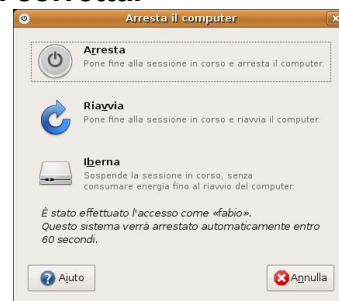 Arresta il computer
Arresta
Pone fine alla sessione in corso e arresta il computer.
Riavvia
Pone fine alla sessione in corso e riavvia il computer.
Iberna
Sospende la sessione in corso, senza
consumare energia fino al riavvio del computer.
È stato effettuato l'accesso come «fabio».
Questo sistema verrà arrestato automaticamente entro
60 secondi.
Aiuto
Annulla